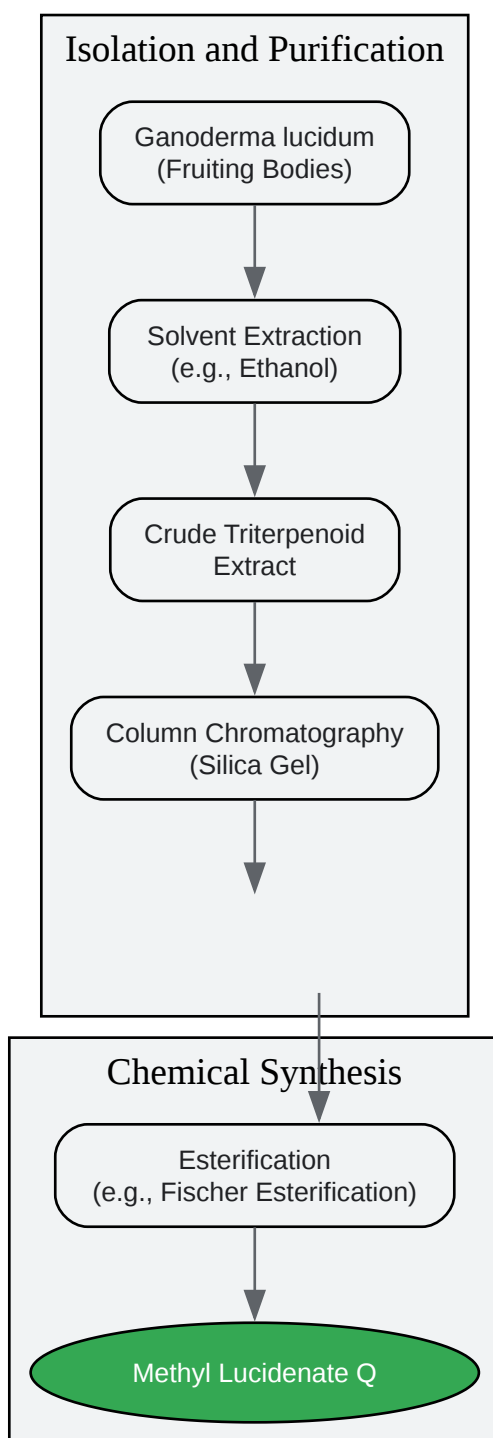 Isolation and Purification
Ganoderma lucidum
(Fruiting Bodies)
Solvent Extraction
(e.g., Ethanol)
Crude Triterpenoid
Extract
Column Chromatography
(Silica Gel)
Chemical Synthesis
Esterification
(e.g., Fischer Esterification)
Methyl Lucidenate Q